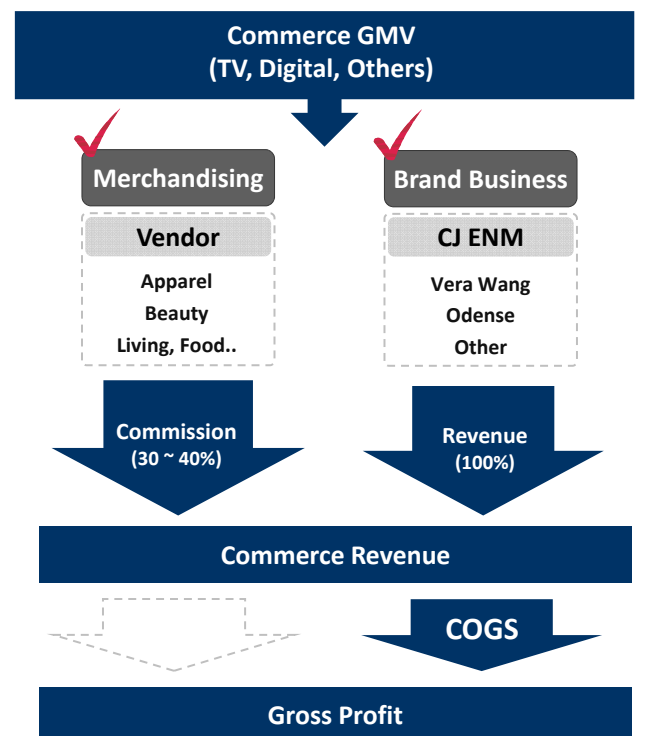 Commerce GMV
(TV, Digital, Others)
Merchandising
Brand Business
Vendor
CJ ENM
Apparel
Beauty
Living, Food..
Vera Wang
Odense
Other
Commission
(30 ~ 40%)
Revenue
(100%)
Commerce Revenue
COGS
Gross Profit